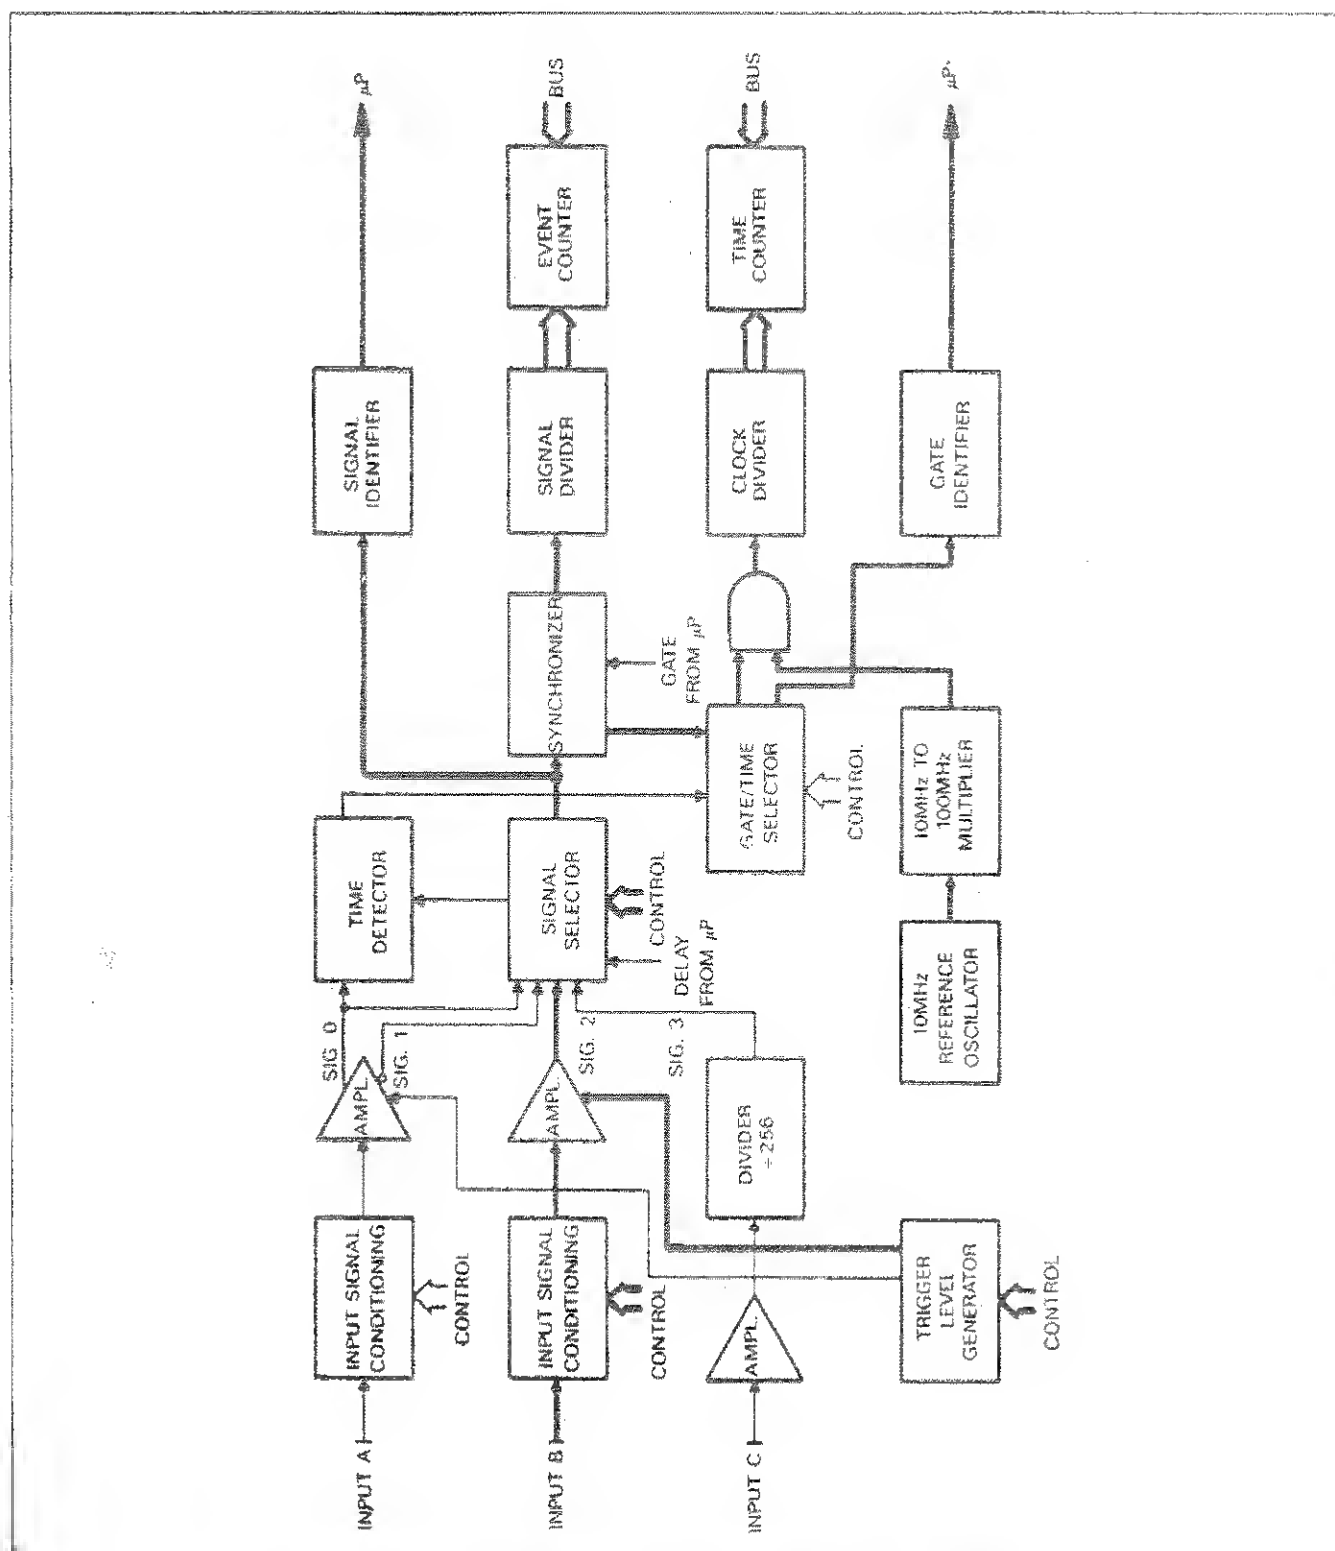 INPUT A
INPUT SIGNAL
CONDITIONING
CONTROL
AMPL.
SIG 0
SIG. 1
TIME
DETECTOR
SIGNAL
IDENTIFIER
μP
INPUT B
INPUT SIGNAL
CONDITIONING
CONTROL
AMPL.
SIG. 2
SIGNAL
SELECTOR
CONTROL
DELAY
FROM μP
SYNCHRONIZER
GATE
FROM μP
SIGNAL
DIVIDER
EVENT
COUNTER
BUS
INPUT C
AMPL.
DIVIDER
÷ 256
SIG. 3
GATE/TIME
SELECTOR
CONTROL
CLOCK
DIVIDER
TIME
COUNTER
BUS
TRIGGER
LEVEL
GENERATOR
CONTROL
10MHz
REFERENCE
OSCILLATOR
10MHz TO
100MHz
MULTIPLIER
GATE
IDENTIFIER
μP